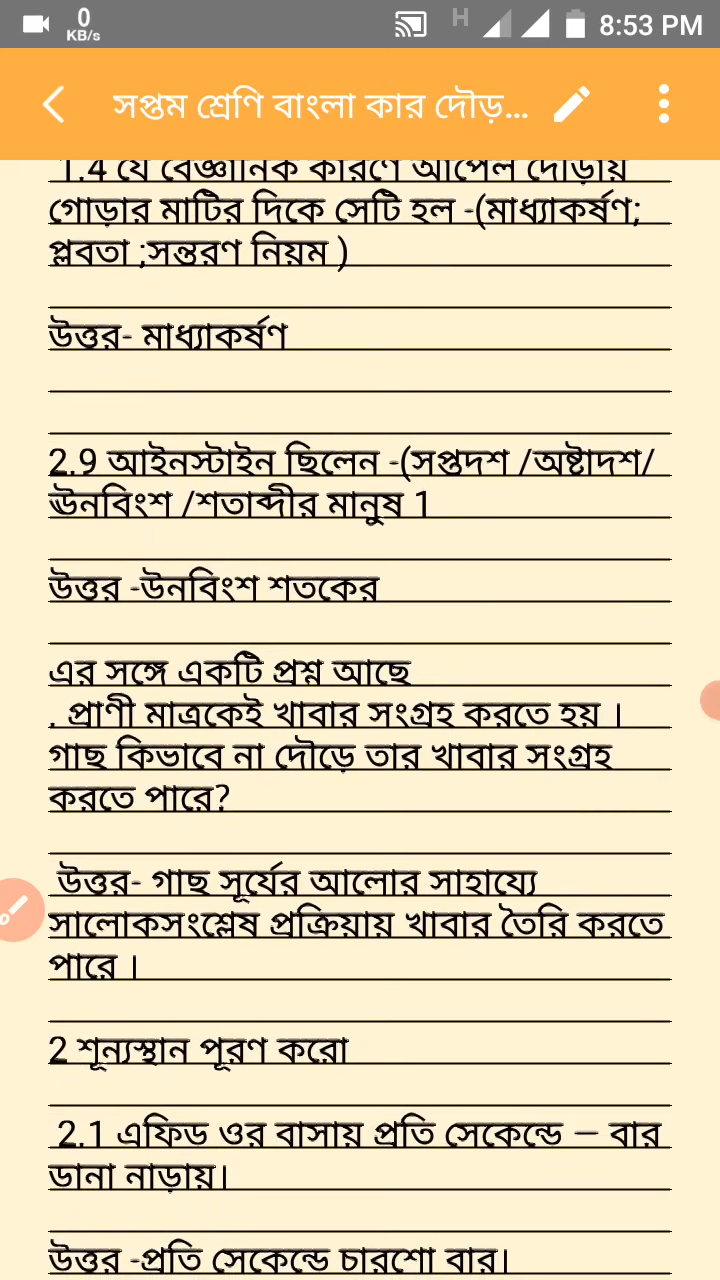 0
KB/s
H
8:53 PM
সপ্তম শ্রেণি বাংলা কার দৌড়...
1.4 যে বৈজ্ঞানিক কারণে আপেল দৌড়ায়
গোড়ার মাটির দিকে সেটি হল -(মাধ্যাকর্ষণ;
প্লবতা ;সন্তরণ নিয়ম )
উত্তর- মাধ্যাকর্ষণ
2.9 আইনস্টাইন ছিলেন -(সপ্তদশ /অষ্টাদশ/
ঊনবিংশ /শতাব্দীর মানুষ 1
উত্তর -উনবিংশ শতকের
এর সঙ্গে একটি প্রশ্ন আছে
. প্রাণী মাত্রকেই খাবার সংগ্রহ করতে হয় ।
গাছ কিভাবে না দৌড়ে তার খাবার সংগ্রহ
করতে পারে?
উত্তর- গাছ সূর্যের আলোর সাহায্যে
সালোকসংশ্লেষ প্রক্রিয়ায় খাবার তৈরি করতে
পারে ।
2 শূন্যস্থান পূরণ করো
2.1 এফিড ওর বাসায় প্রতি সেকেন্ডে – বার
ডানা নাড়ায়।
উত্তর -প্রতি সেকেন্ডে চারশো বার।